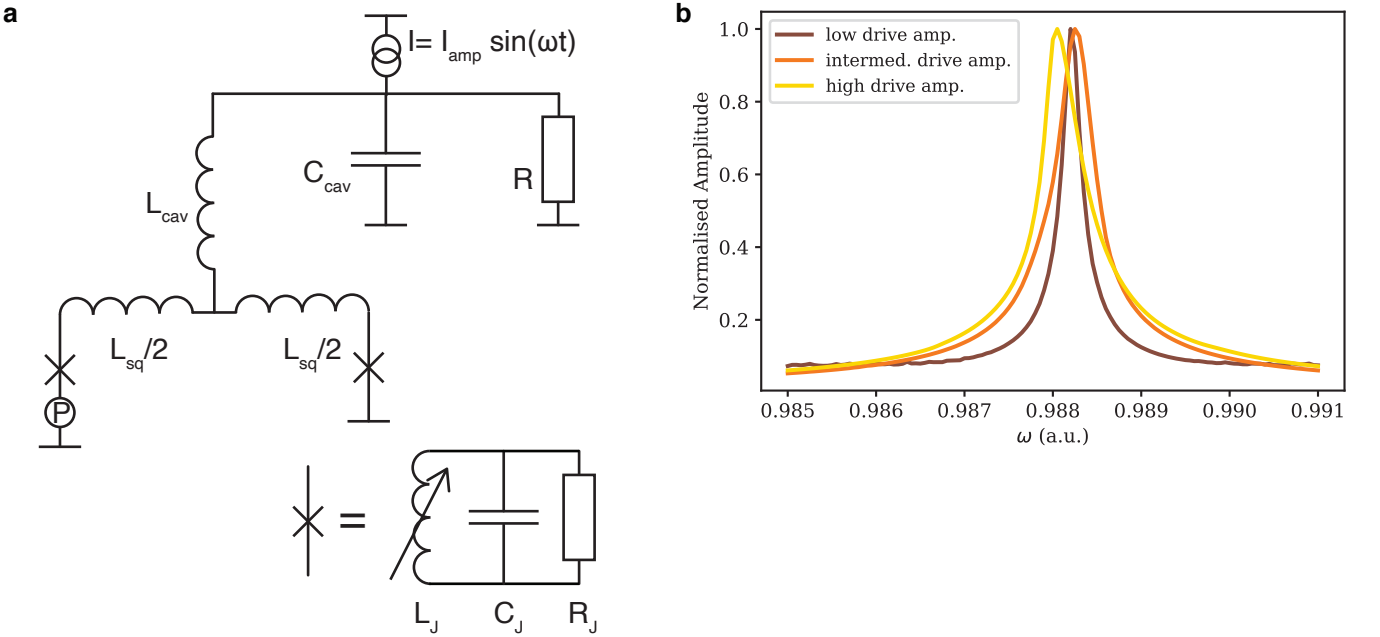 a
I= I_amp sin(ωt)
C_cav
R
L_cav
L_sq/2
L_sq/2
P
=
L_J
C_J
R_J
b
low drive amp.
intermed. drive amp.
high drive amp.
Normalised Amplitude
1.0
0.8
0.6
0.4
0.2
0.985 0.986 0.987 0.988 0.989 0.990 0.991
ω (a.u.)